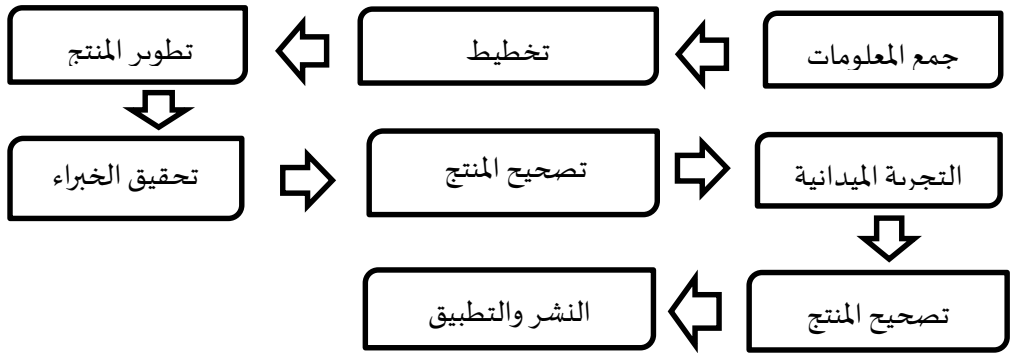 جمع المعلومات
تخطيط
تطوير المنتج
تحقيق الخبراء
تصحيح المنتج
التجربة الميدانية
تصحيح المنتج
النشر والتطبيق